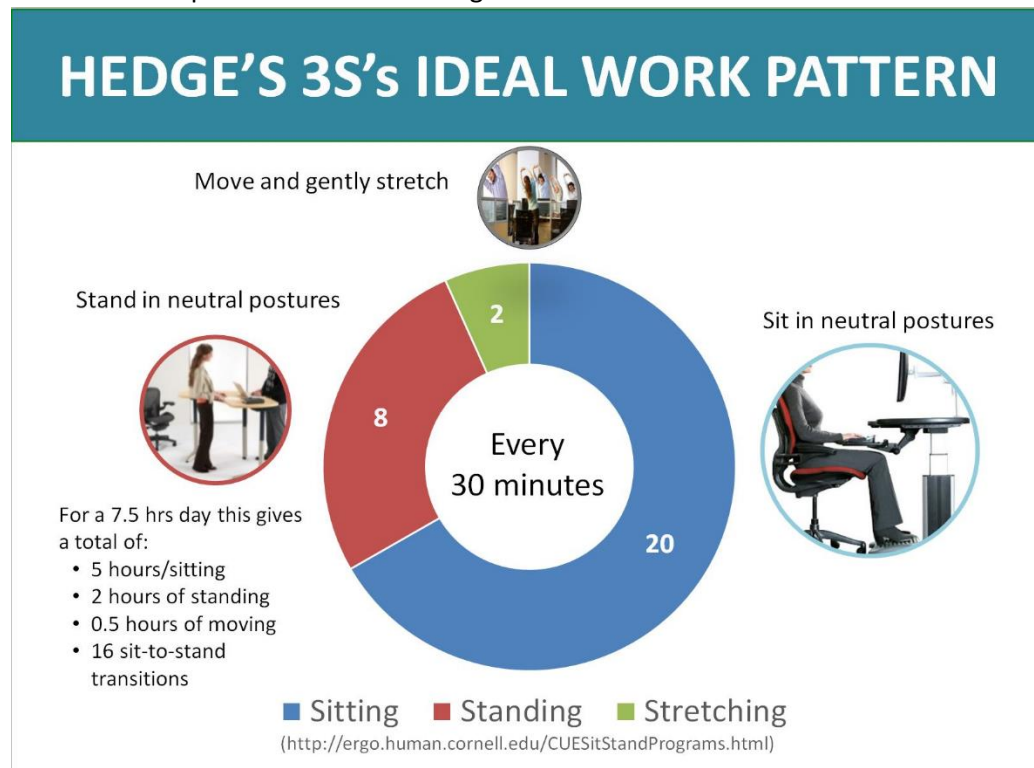 HEDGE'S 3S's IDEAL WORK PATTERN
Move and gently stretch
Stand in neutral postures
Sit in neutral postures
2
8
20
Every
30 minutes
For a 7.5 hrs day this gives
a total of:
• 5 hours/sitting
• 2 hours of standing
• 0.5 hours of moving
• 16 sit-to-stand
transitions
Sitting Standing Stretching
(http://ergo.human.cornell.edu/CUESitStandPrograms.html)